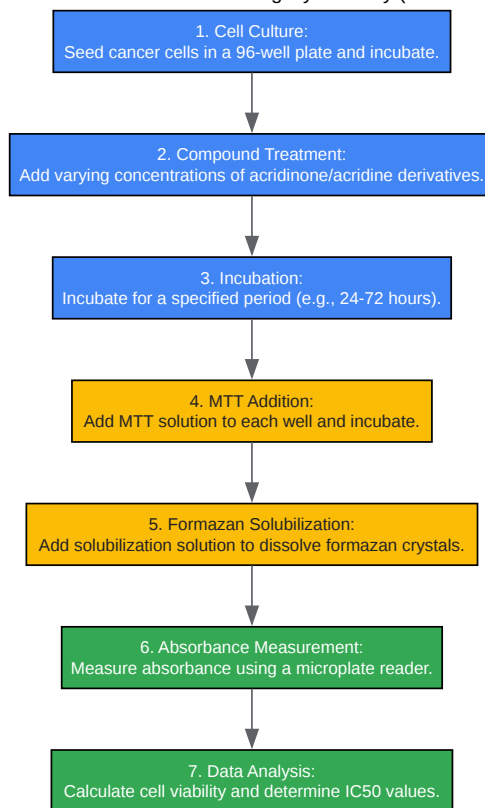 1. Cell Culture:
Seed cancer cells in a 96-well plate and incubate.
2. Compound Treatment:
Add varying concentrations of acridinone/acridine derivatives.
3. Incubation:
Incubate for a specified period (e.g., 24-72 hours).
4. MTT Addition:
Add MTT solution to each well and incubate.
5. Formazan Solubilization:
Add solubilization solution to dissolve formazan crystals.
6. Absorbance Measurement:
Measure absorbance using a microplate reader.
7. Data Analysis:
Calculate cell viability and determine IC50 values.